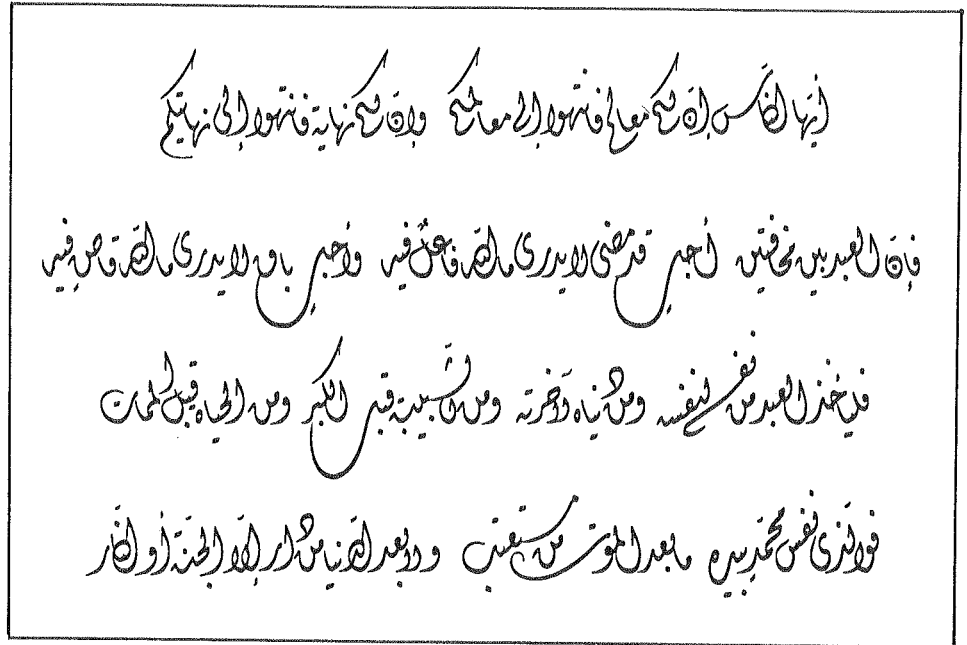 أيها الناس إن لكم معالم فانتهوا إلى معالمكم وإن لكم نهاية فانتهوا إلى نهايتكم
فإن العبد بين مخافتين أجل قد مضى لا يدري ما الله فاعل فيه وأجل باق لا يدري ما الله قاض فيه
فليأخذ العبد من نفسه لنفسه ومن دنياه لآخرته ومن الشبيبة قبل الكبر ومن الحياة قبل الممات
فوالذي نفس محمد بيده ما بعد الموت من مستعتب ولا بعد الدنيا من دار إلا الجنة أو النار